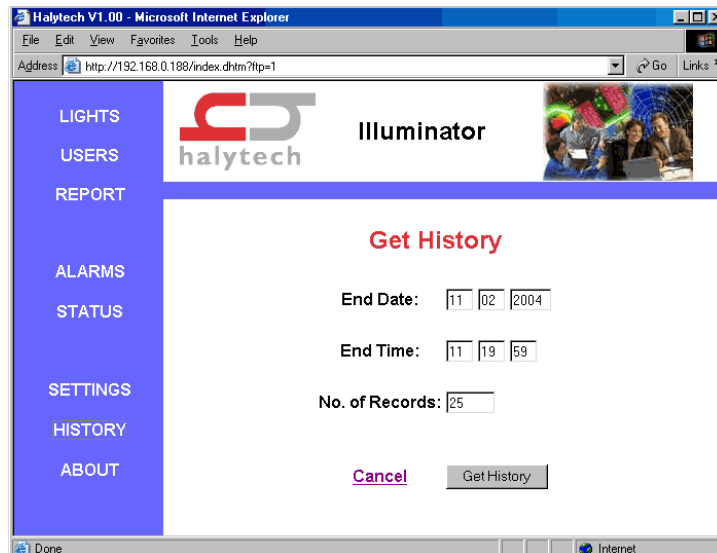 Halytech V1.00 - Microsoft Internet Explorer
File Edit View Favorites Tools Help
Address http://192.168.0.188/index.dhtm?ftp=1 Go Links
LIGHTS
USERS
REPORT
ALARMS
STATUS
SETTINGS
HISTORY
ABOUT
halytech
Illuminator
Get History
End Date: 11 02 2004
End Time: 11 19 59
No. of Records: 25
Cancel Get History
Done Internet